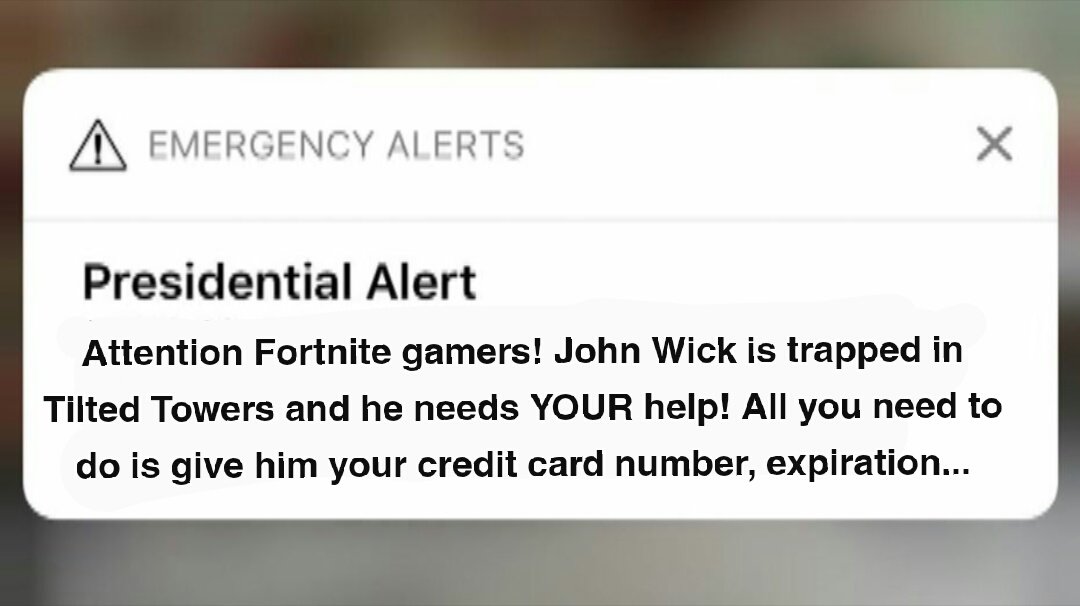 EMERGENCY ALERTS
Presidential Alert
Attention Fortnite gamers! John Wick is trapped in
Tilted Towers and he needs YOUR help! All you need to
do is give him your credit card number, expiration...